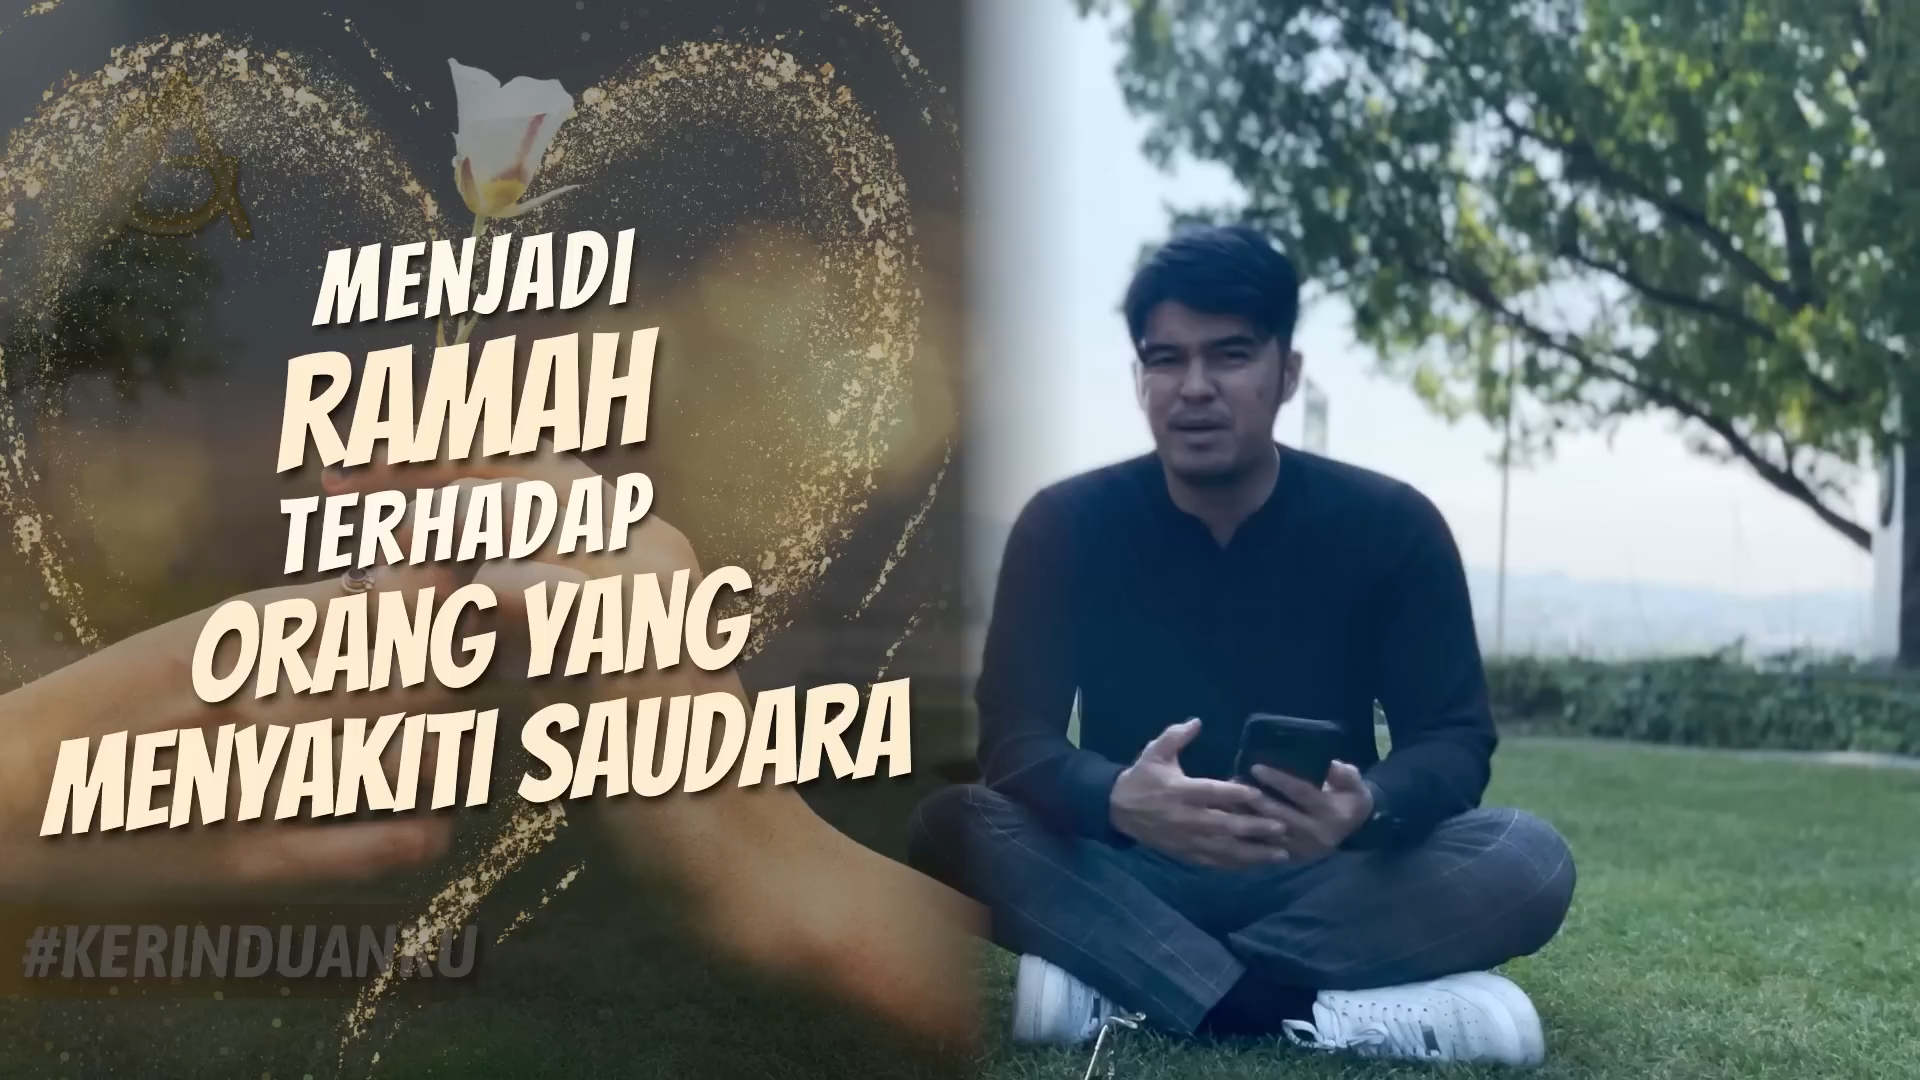 MENJADI
RAMAH
TERHADAP
ORANG YANG
MENYAKITI SAUDARA
#KERINDUANKU